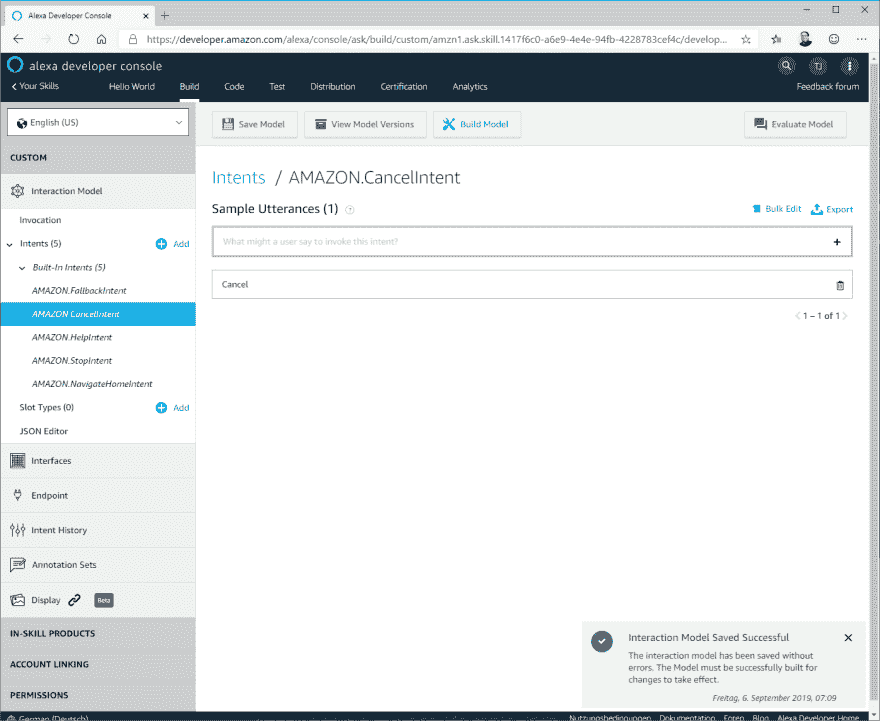 Alexa Developer Console
https://developer.amazon.com/alexa/console/ask/build/custom/amzn1.ask.skill.1417f6c0-a6e9-4e4e-94fb-4228783cef4c/develop...
alexa developer console
Your Skills
Hello World
Build
Code
Test
Distribution
Certification
Analytics
Feedback forum
English (US)
Save Model
View Model Versions
Build Model
Evaluate Model
CUSTOM
Interaction Model
Invocation
Intents (5)
Add
Built-In Intents (5)
AMAZON.FallbackIntent
AMAZON.CancelIntent
AMAZON.HelpIntent
AMAZON.StopIntent
AMAZON.NavigateHomeIntent
Slot Types (0)
Add
JSON Editor
Interfaces
Endpoint
Intent History
Annotation Sets
Display
Beta
IN-SKILL PRODUCTS
ACCOUNT LINKING
PERMISSIONS
Intents / AMAZON.CancelIntent
Sample Utterances (1)
Bulk Edit
Export
What might a user say to invoke this intent?
Cancel
1 – 1 of 1
Interaction Model Saved Successful
The interaction model has been saved without
errors. The Model must be successfully built for
changes to take effect.
Freitag, 6. September 2019, 07:09
German (Deutsch)
Nutzungsbedingungen
Dokumentation
Foren
Blog
Alexa Developer Home